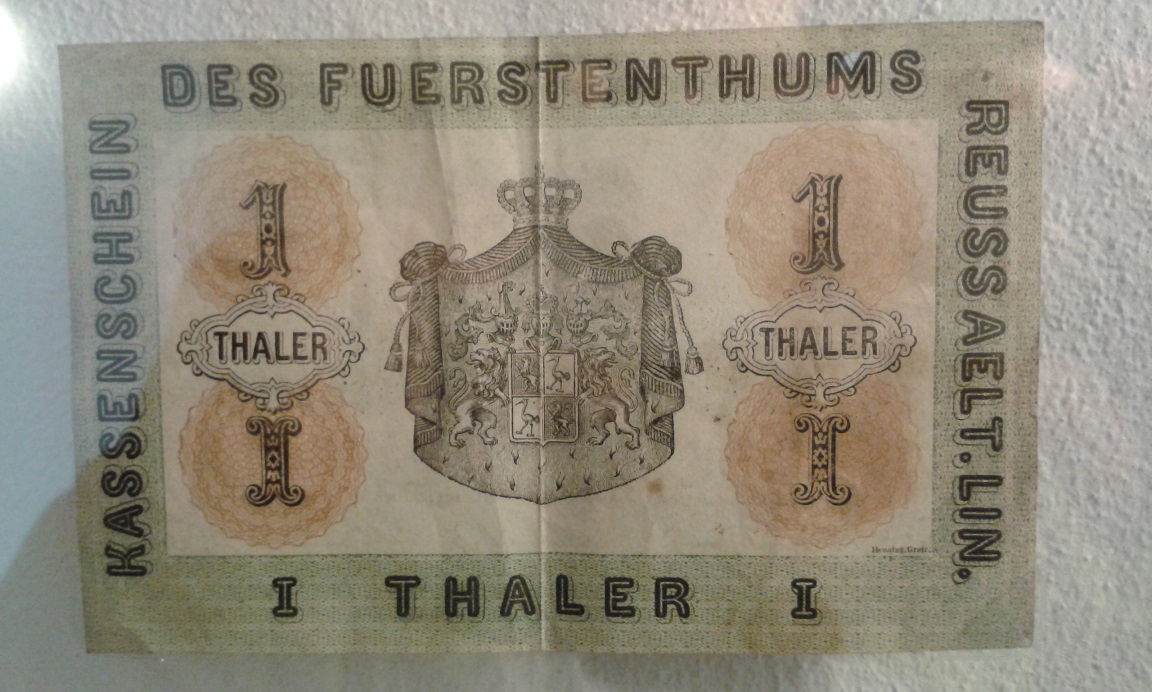 KASSENSCHEIN
DES FUERSTENTHUMS
REUSS AELT. LIN.
1
THALER
1
1
THALER
1
I THALER I